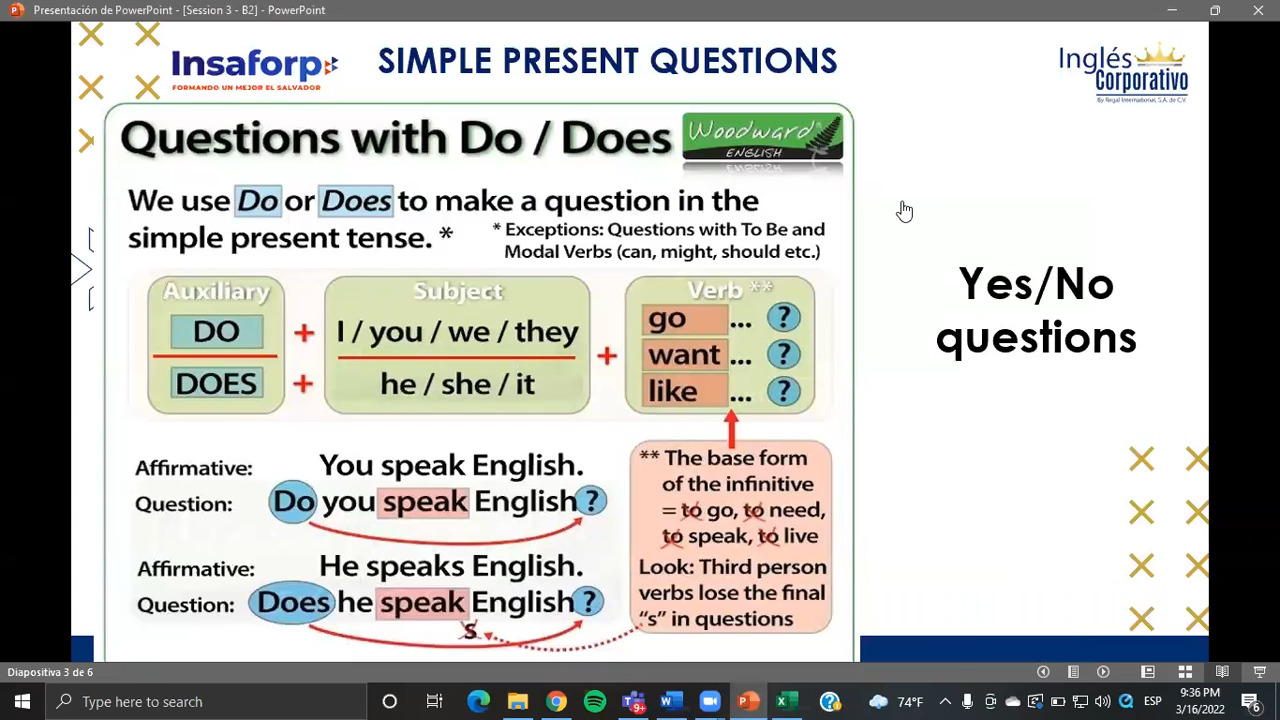 Presentación de PowerPoint - [Session 3 - B2] - PowerPoint
Insaforp
FORMANDO UN MEJOR EL SALVADOR
SIMPLE PRESENT QUESTIONS
Inglés
Corporativo
By Regal International, S.A. de C.V.
Questions with Do / Does
Woodward
ENGLISH
We use Do or Does to make a question in the
simple present tense. *
* Exceptions: Questions with To Be and
Modal Verbs (can, might, should etc.)
Auxiliary
Subject
Verb **
DO + I / you / we / they
DOES + he / she / it
+
go ... ?
want ... ?
like ... ?
Affirmative: You speak English.
Question: Do you speak English ?
Affirmative: He speaks English.
Question: Does he speak English ?
s
** The base form
of the infinitive
= to go, to need,
to speak, to live
Look: Third person
verbs lose the final
“s” in questions
Yes/No
questions
Diapositiva 3 de 6
Type here to search
9+
74°F
ESP
9:36 PM
3/16/2022
6